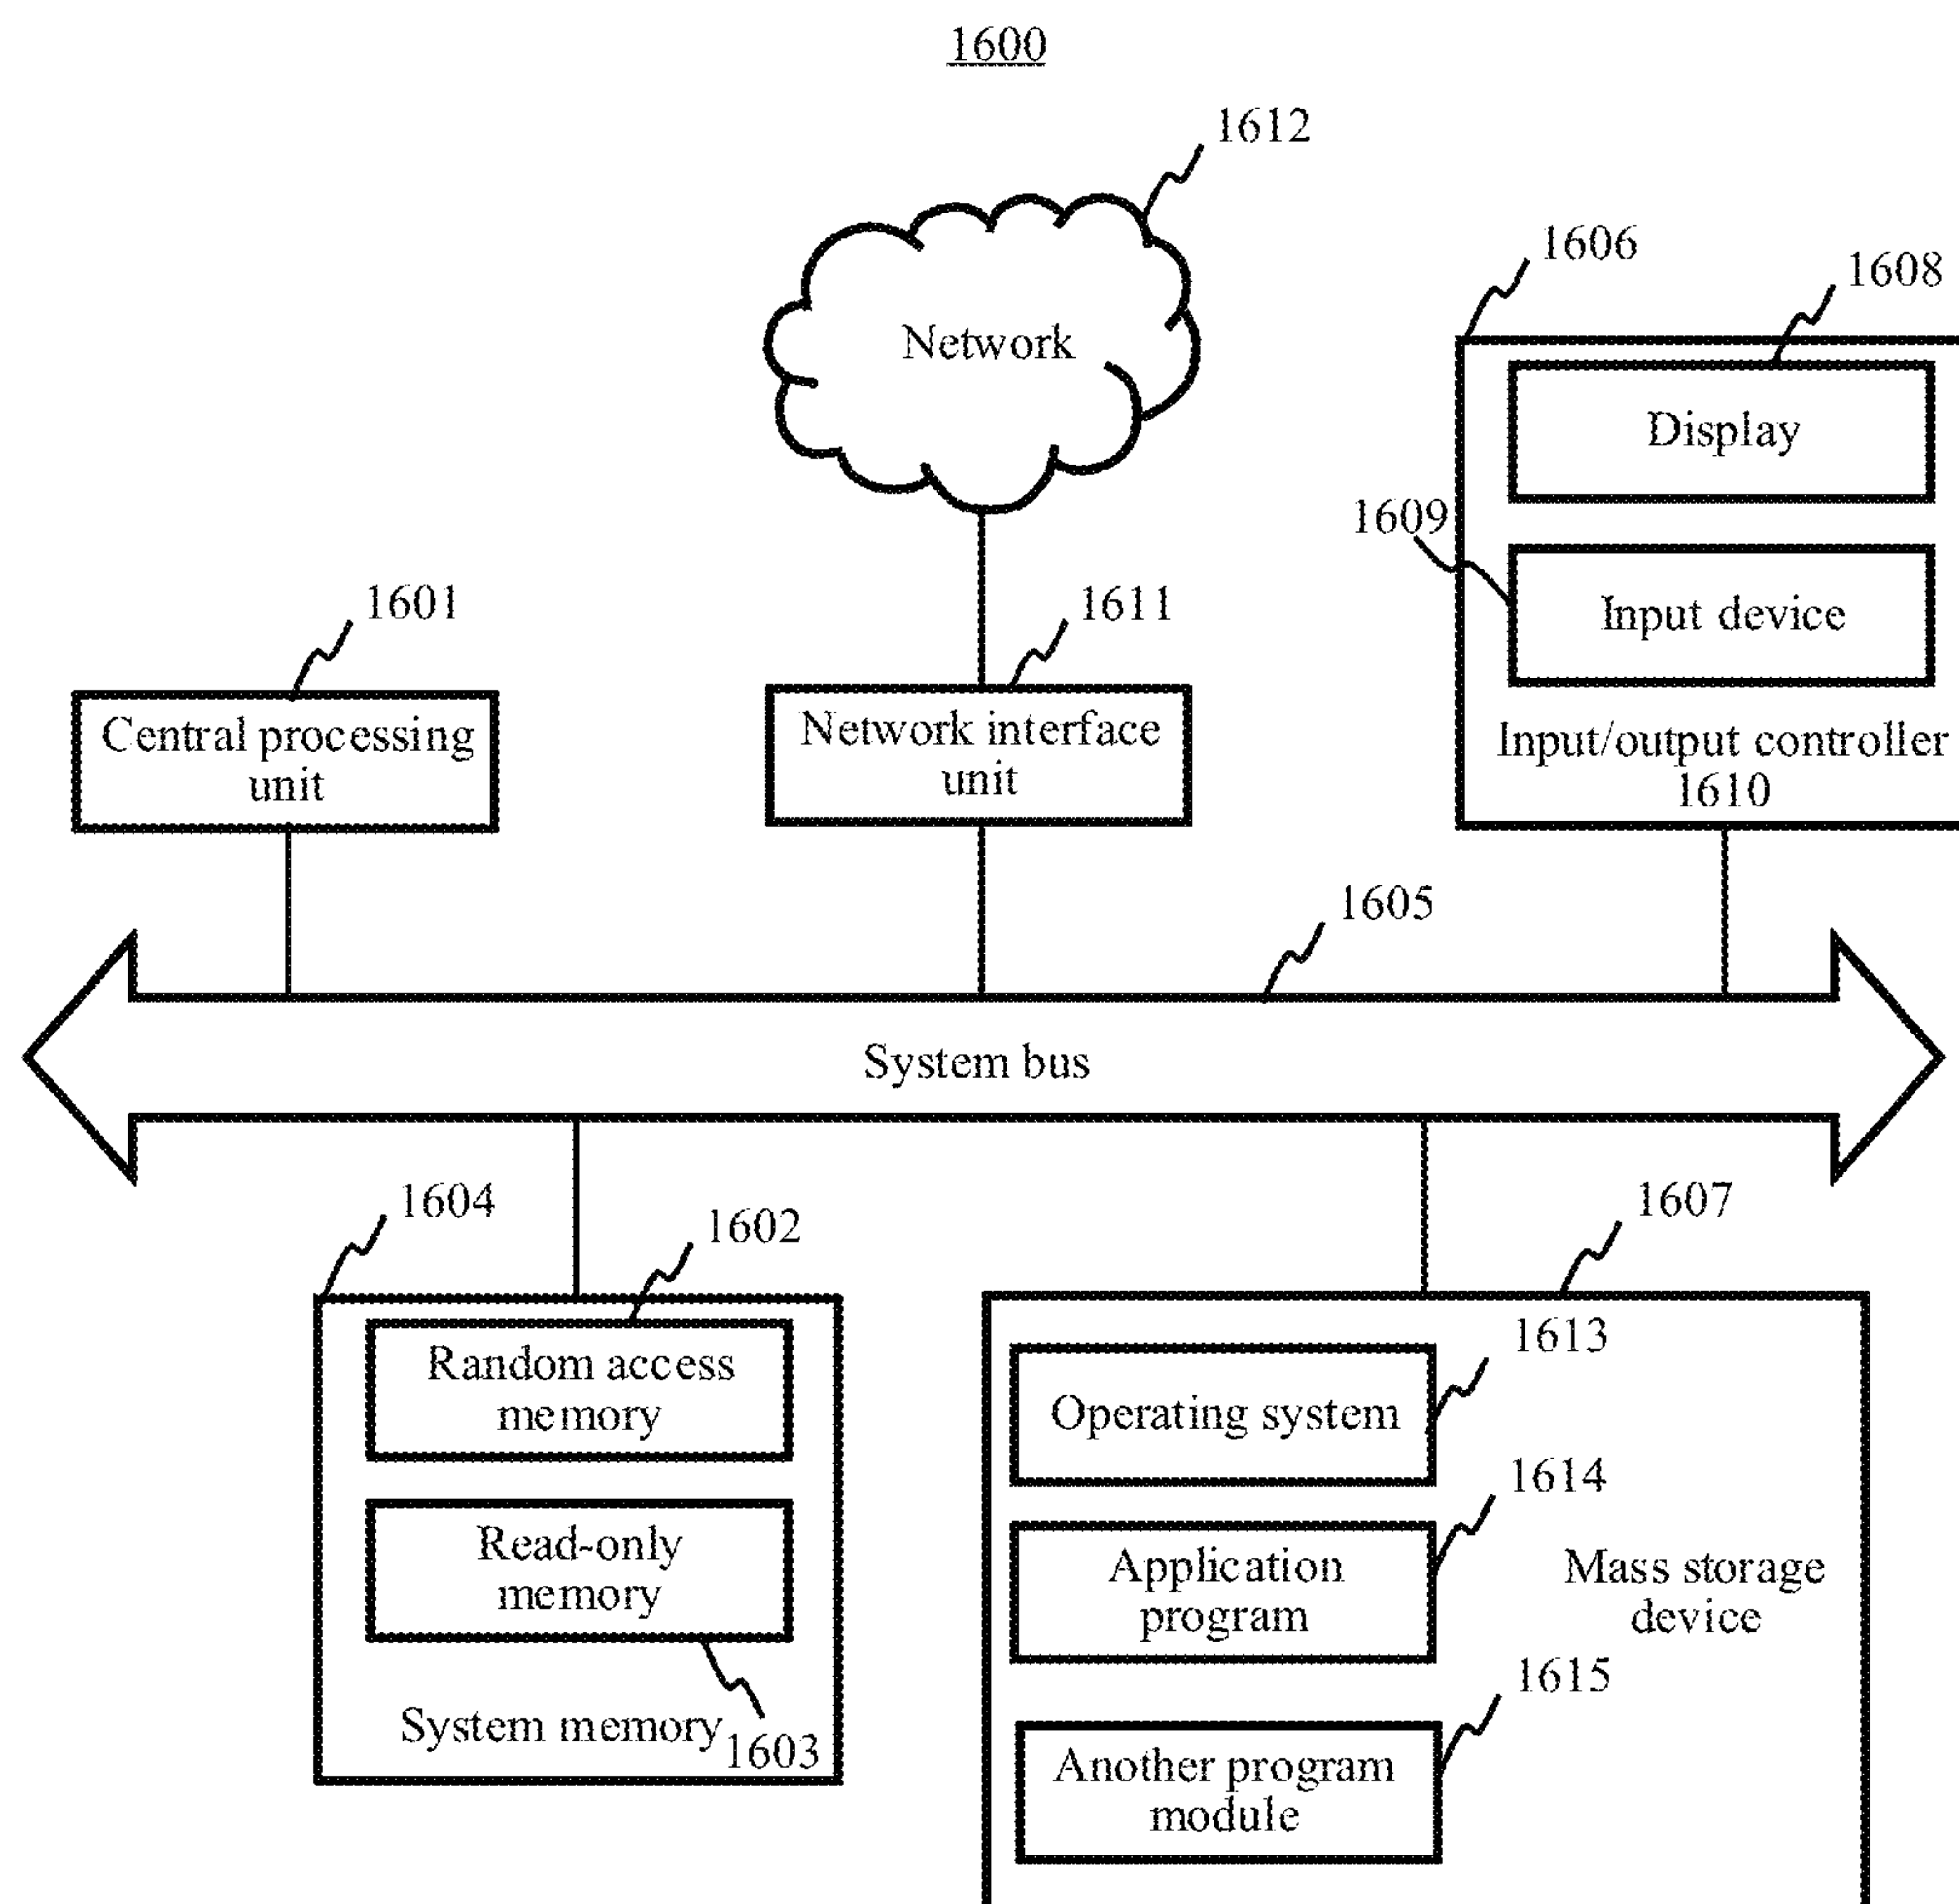 1600
1612
Network
1606
1608
Display
1609
Input device
Input/output controller
1610
1601
Central processing
unit
1611
Network interface
unit
1605
System bus
1604
1602
Random access
memory
Read-only
memory
System memory
1603
1607
1613
Operating system
1614
Application
program
Mass storage
device
1615
Another program
module